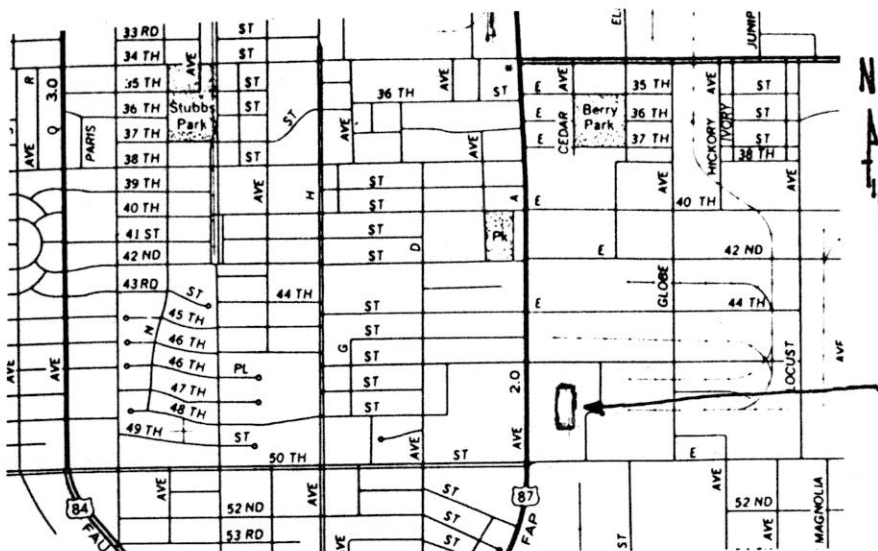 33 RD ST
34 TH AVE ST
35 TH ST
36 TH ST
37 TH ST
38 TH ST
39 TH
40 TH
41 ST
42 ND
43 RD ST
45 TH
46 TH
46 TH PL
47 TH
48 TH
49 TH ST
50 TH ST
52 ND ST
53 RD
R
Q 3.0
AVE
AVE
AVE
PARIS
Stubbs
Park
N
AVE
H
AVE
36 TH ST
AVE
AVE
ST
ST
ST
ST
44 TH
ST
ST
ST
ST
G
D
A
Pk
AVE
AVE
AVE
AVE
2.0
AVE
84
FAU
87
FAP
ST
ST
ST
E AVE 35 TH AVE ST
E 36 TH ST
E 37 TH ST
38 TH
CEDAR
Berry
Park
HICKORY
IVORY
JUNIP
EL
AVE
AVE
E 40 TH
E 42 ND
E 44 TH
GLOBE
LOCUST
AVE
E
52 ND
AVE
AVE
ST
MAGNOLIA
N